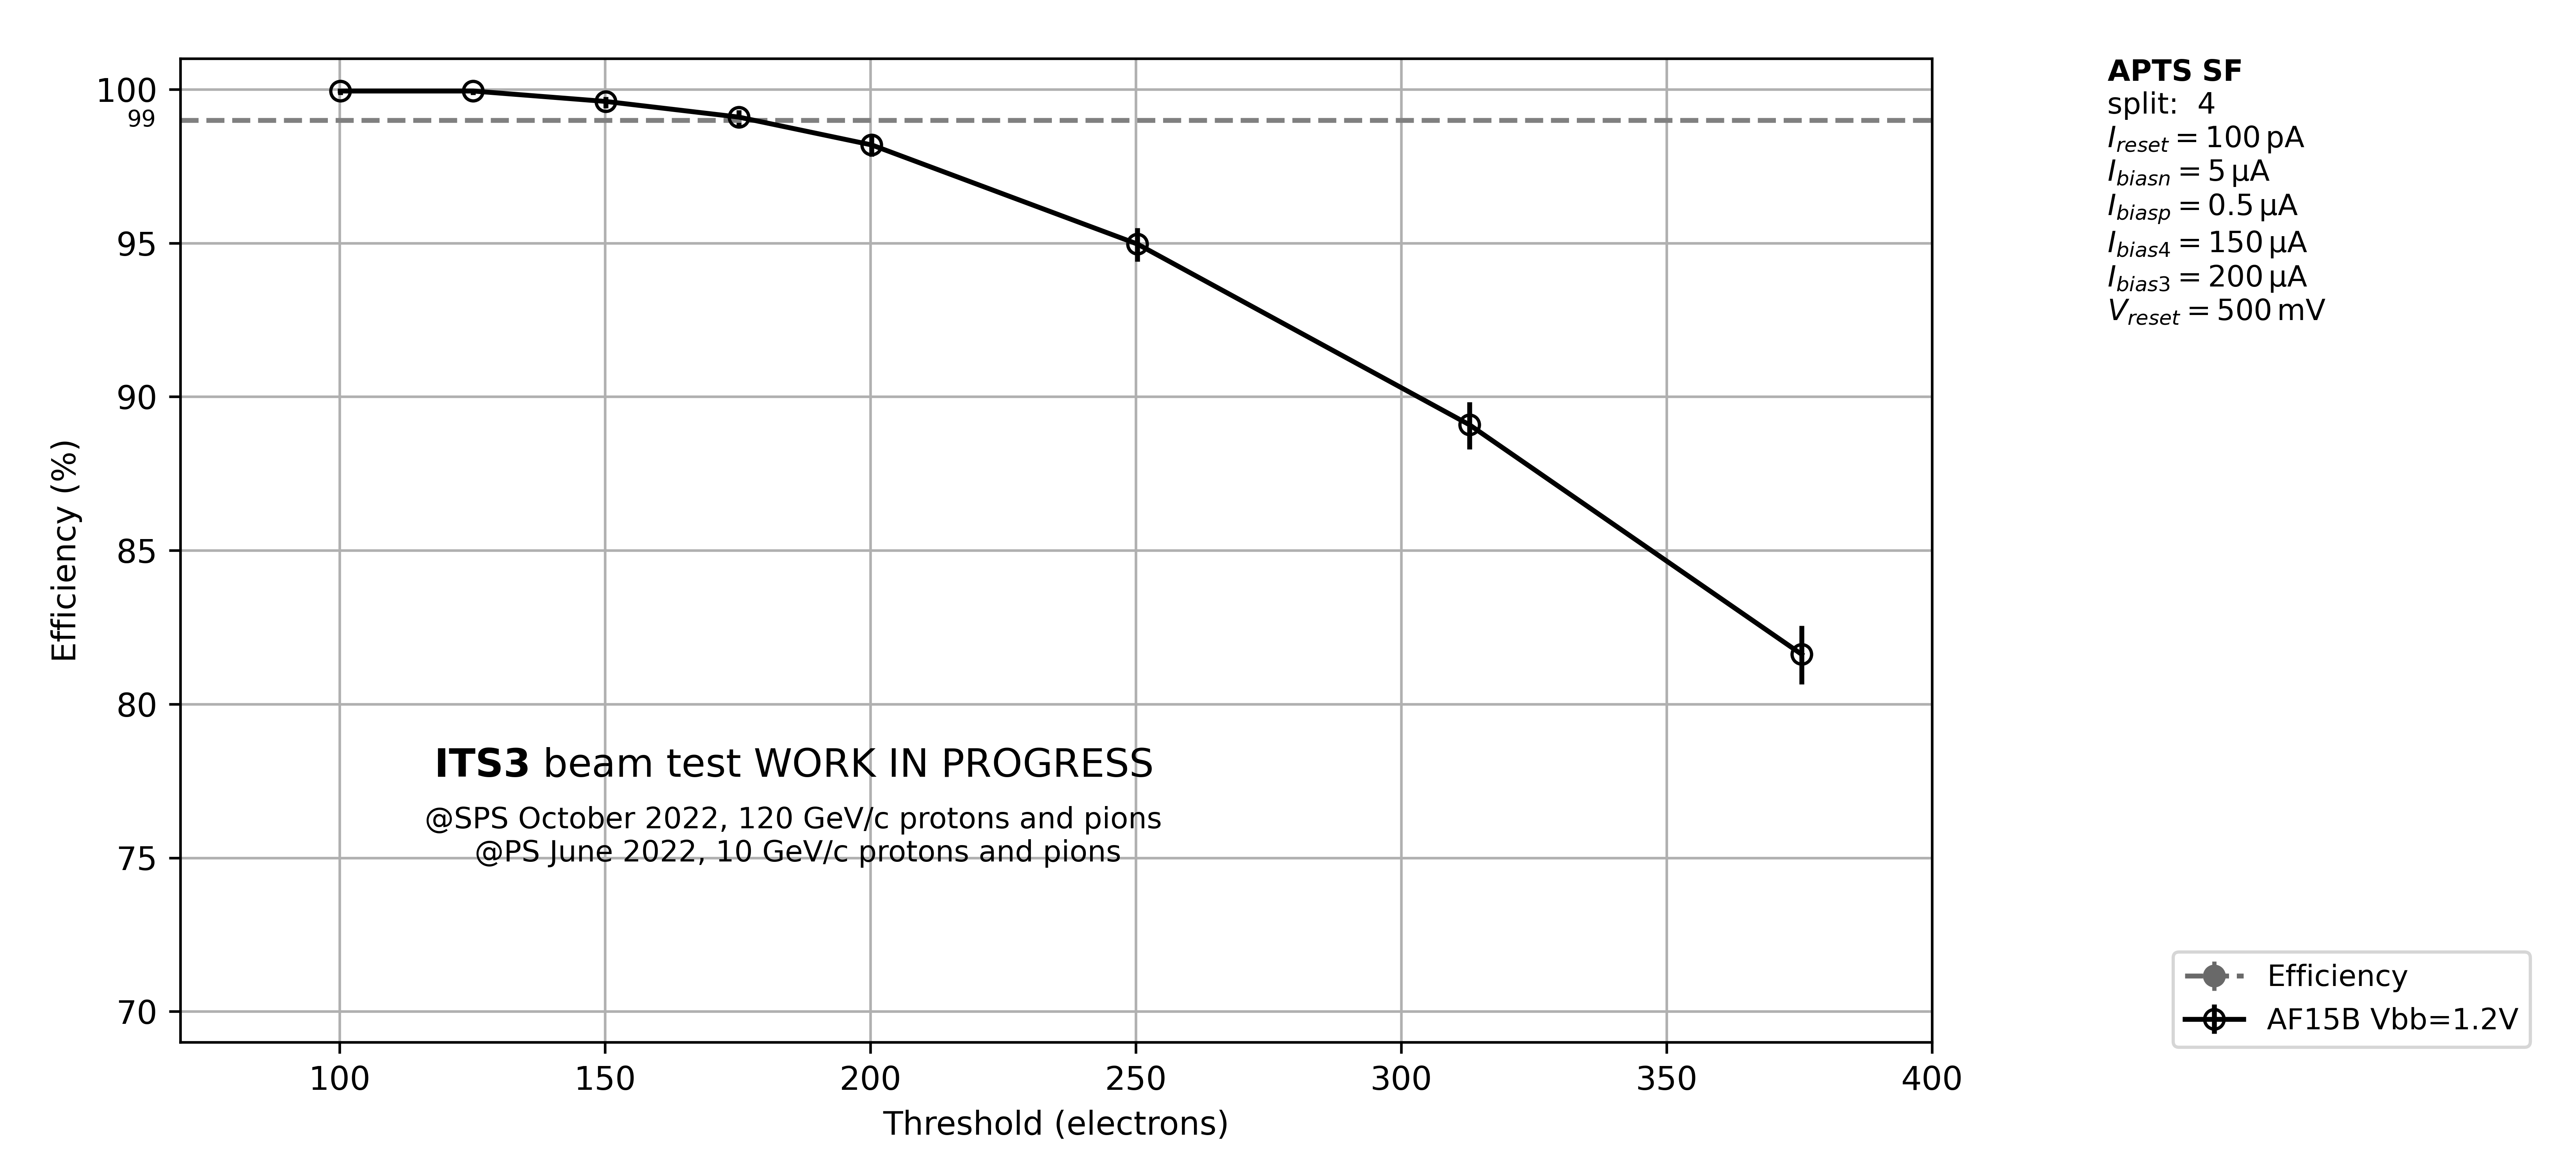 100
99
95
90
85
80
75
70
Efficiency (%)
ITS3 beam test WORK IN PROGRESS
@SPS October 2022, 120 GeV/c protons and pions
@PS June 2022, 10 GeV/c protons and pions
100 150 200 250 300 350 400
Threshold (electrons)
APTS SF
split: 4
I_reset = 100 pA
I_biasn = 5 μA
I_biasp = 0.5 μA
I_bias4 = 150 μA
I_bias3 = 200 μA
V_reset = 500 mV
Efficiency
AF15B Vbb=1.2V